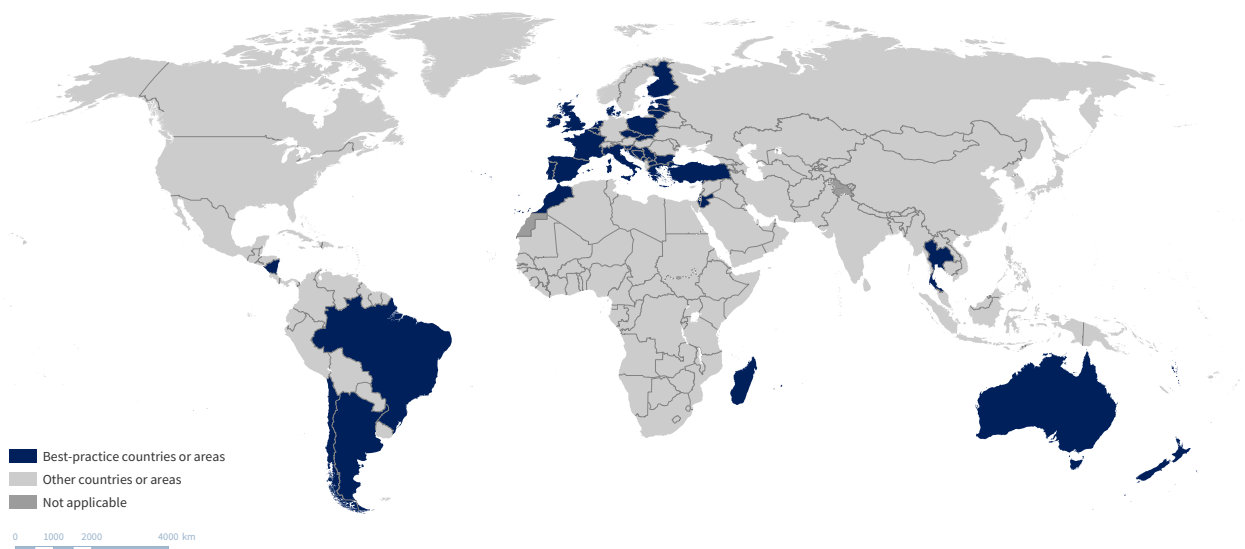 Best-practice countries or areas
Other countries or areas
Not applicable
0 1000 2000 4000 km